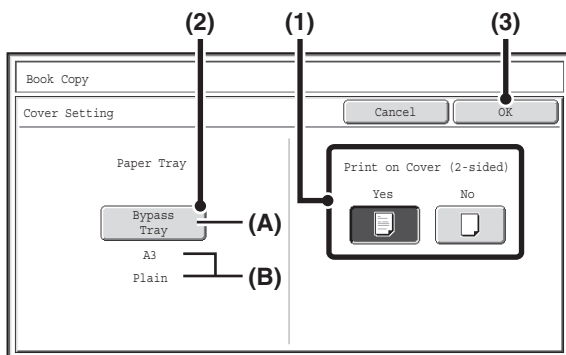 (2) (1) (3)
Book Copy
Cover Setting
Cancel OK
Paper Tray
Print on Cover (2-sided)
Yes No
Bypass
Tray
(A)
A3
Plain
(B)